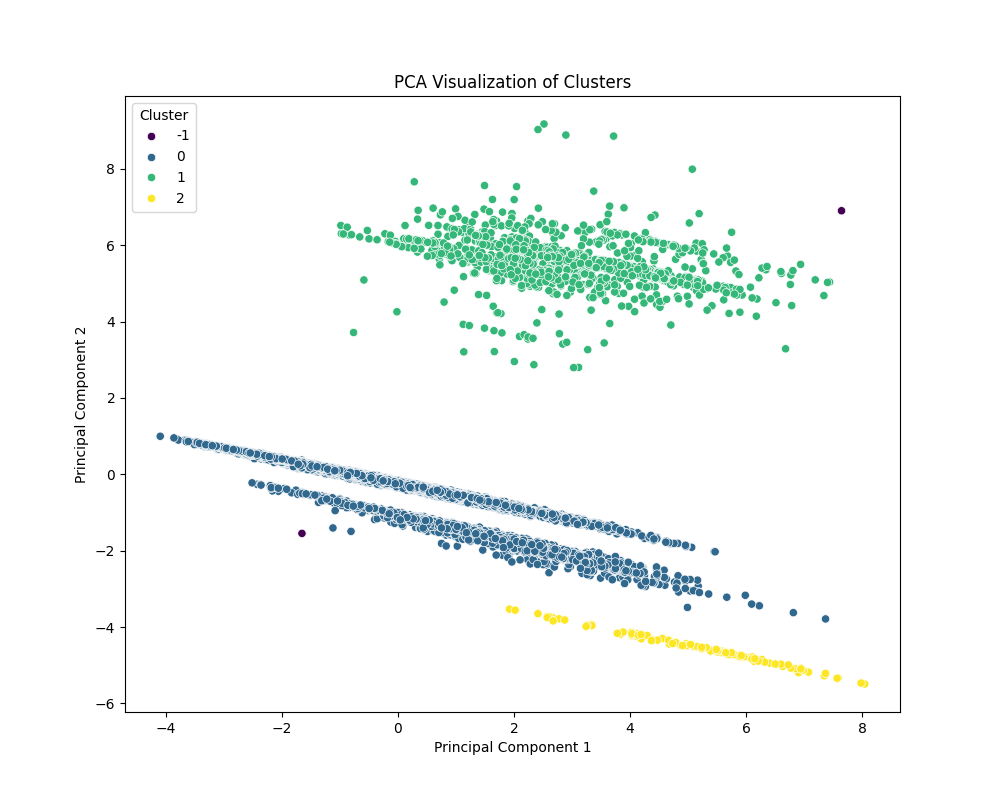 PCA Visualization of Clusters
Cluster
-1
0
1
2
8
6
4
2
0
−2
−4
−6
Principal Component 2
−4 −2 0 2 4 6 8
Principal Component 1